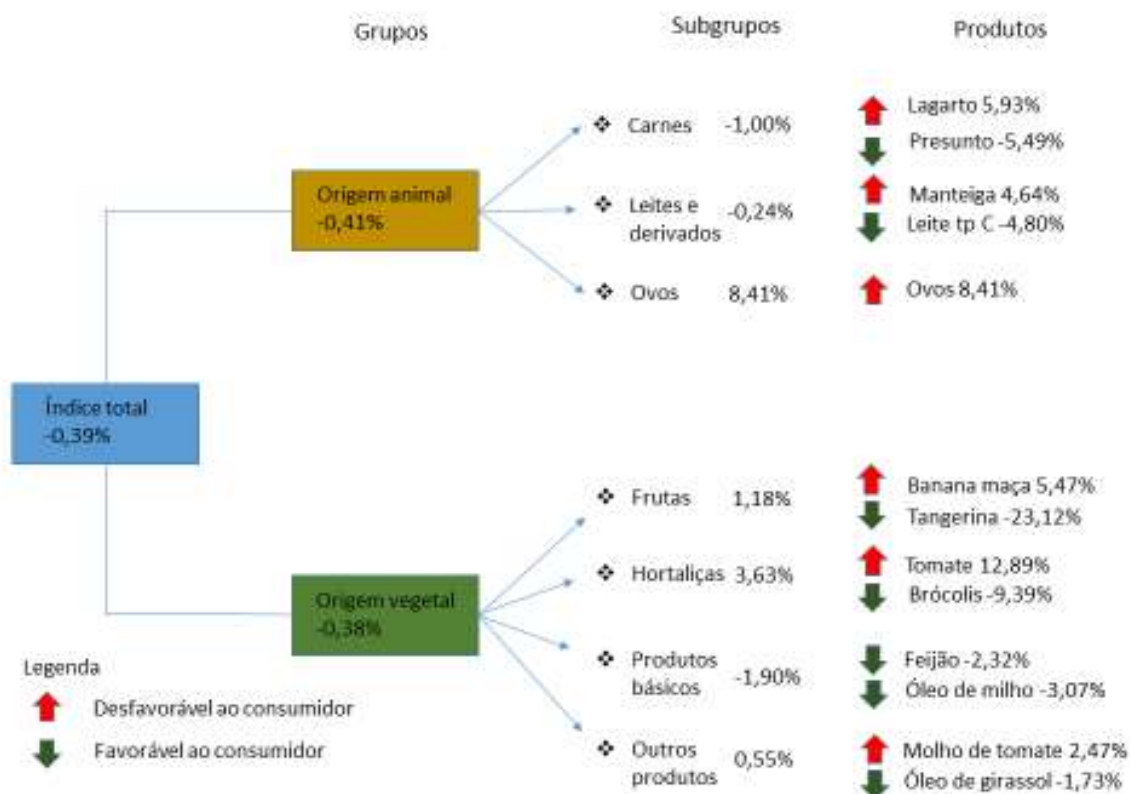 Grupos
Subgrupos
Produtos
Carnes -1,00%
Lagarto 5,93%
Presunto -5,49%
Origem animal
-0,41%
Leites e
derivados
-0,24%
Manteiga 4,64%
Leite tp C -4,80%
Ovos 8,41%
Ovos 8,41%
Índice total
-0,39%
Frutas 1,18%
Banana maça 5,47%
Tangerina -23,12%
Hortaliças 3,63%
Tomate 12,89%
Brócolis -9,39%
Origem vegetal
-0,38%
Produtos
básicos
-1,90%
Feijão -2,32%
Óleo de milho -3,07%
Outros
produtos
0,55%
Molho de tomate 2,47%
Óleo de girassol -1,73%
Legenda
Desfavorável ao consumidor
Favorável ao consumidor